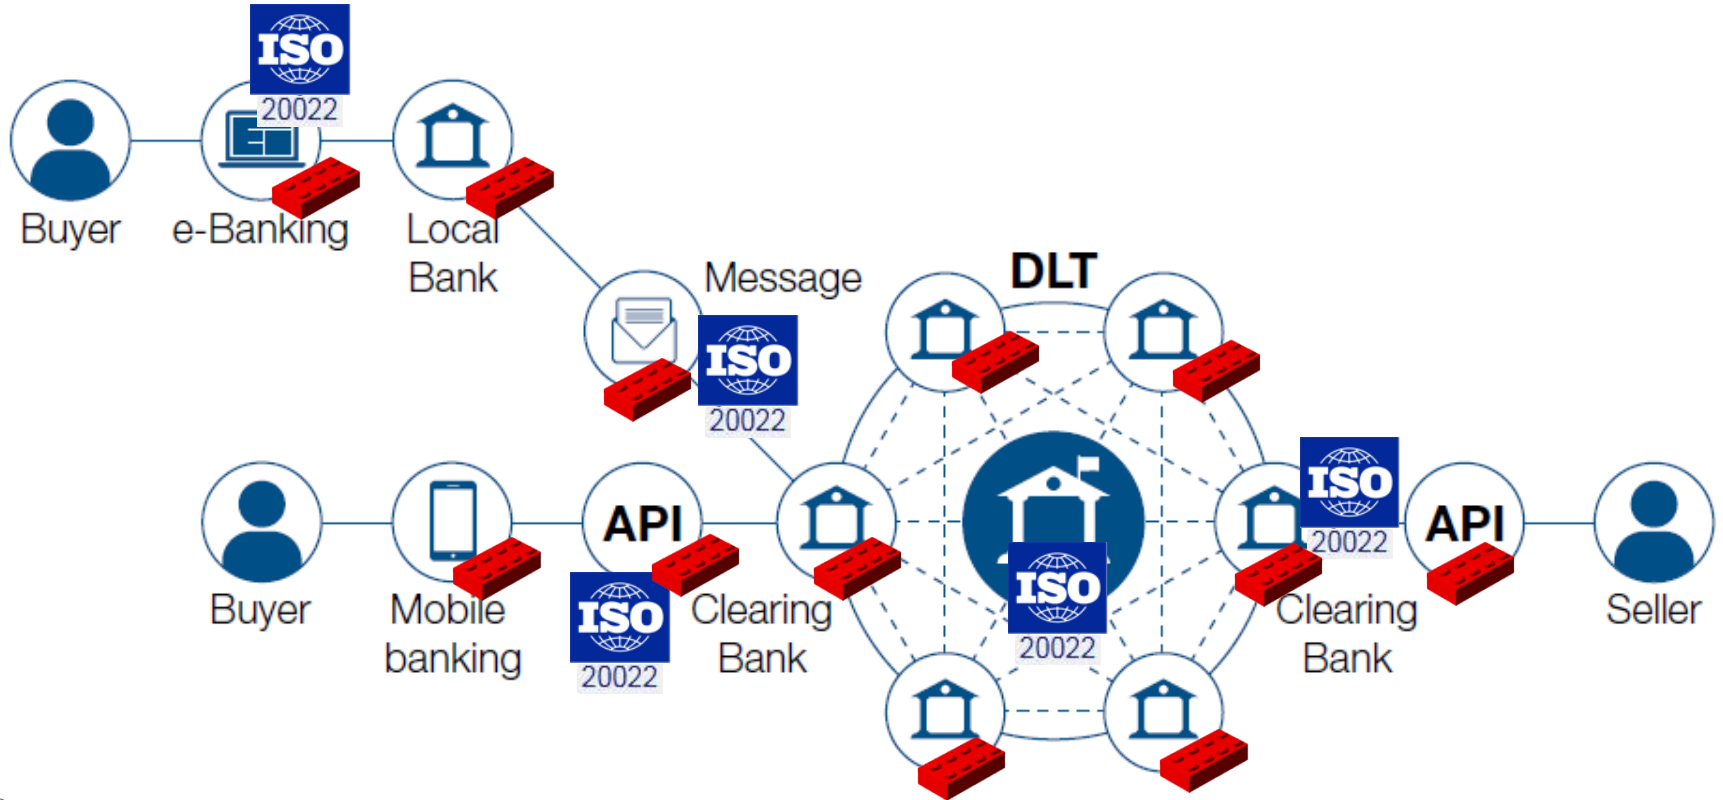 ISO
20022
Buyer
e-Banking
Local
Bank
Message
ISO
20022
DLT
API
ISO
20022
Buyer
Mobile
banking
Clearing
Bank
ISO
20022
ISO
20022
API
Clearing
Bank
Seller